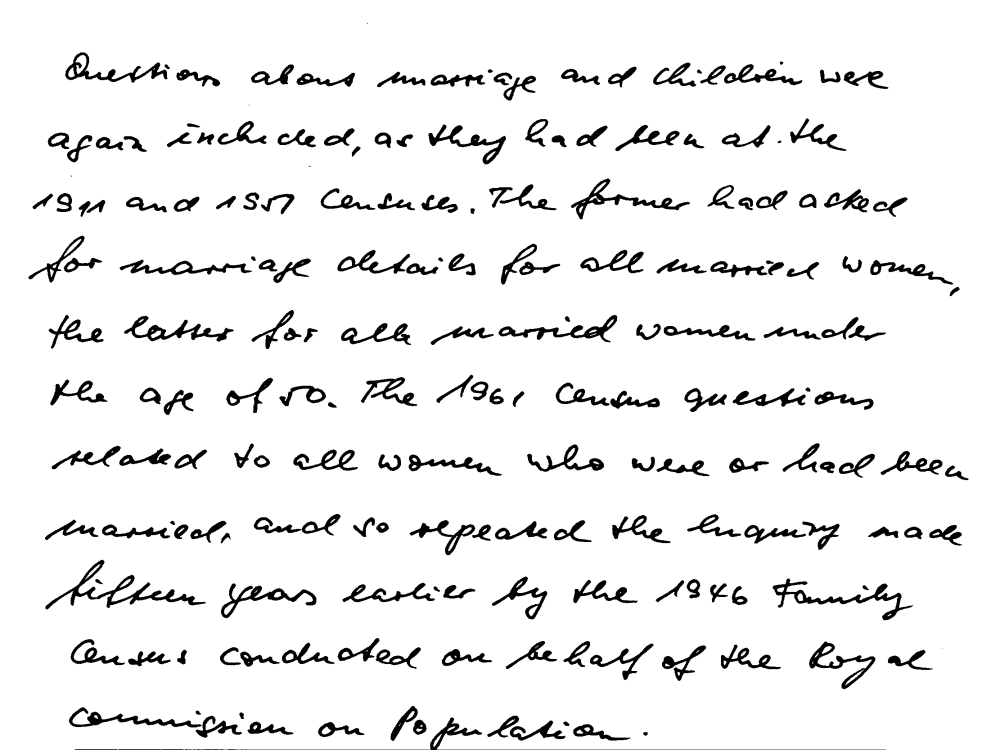 Questions about marriage and children were
again included, as they had been at the
1911 and 1951 Censuses. The former had asked
for marriage details for all married women,
the latter for all married women under
the age of 50. The 1961 Census questions
related to all women who were or had been
married, and so repeated the Inquiry made
fifteen years earlier by the 1946 Family
Census conducted on behalf of the Royal
Commission on Population.